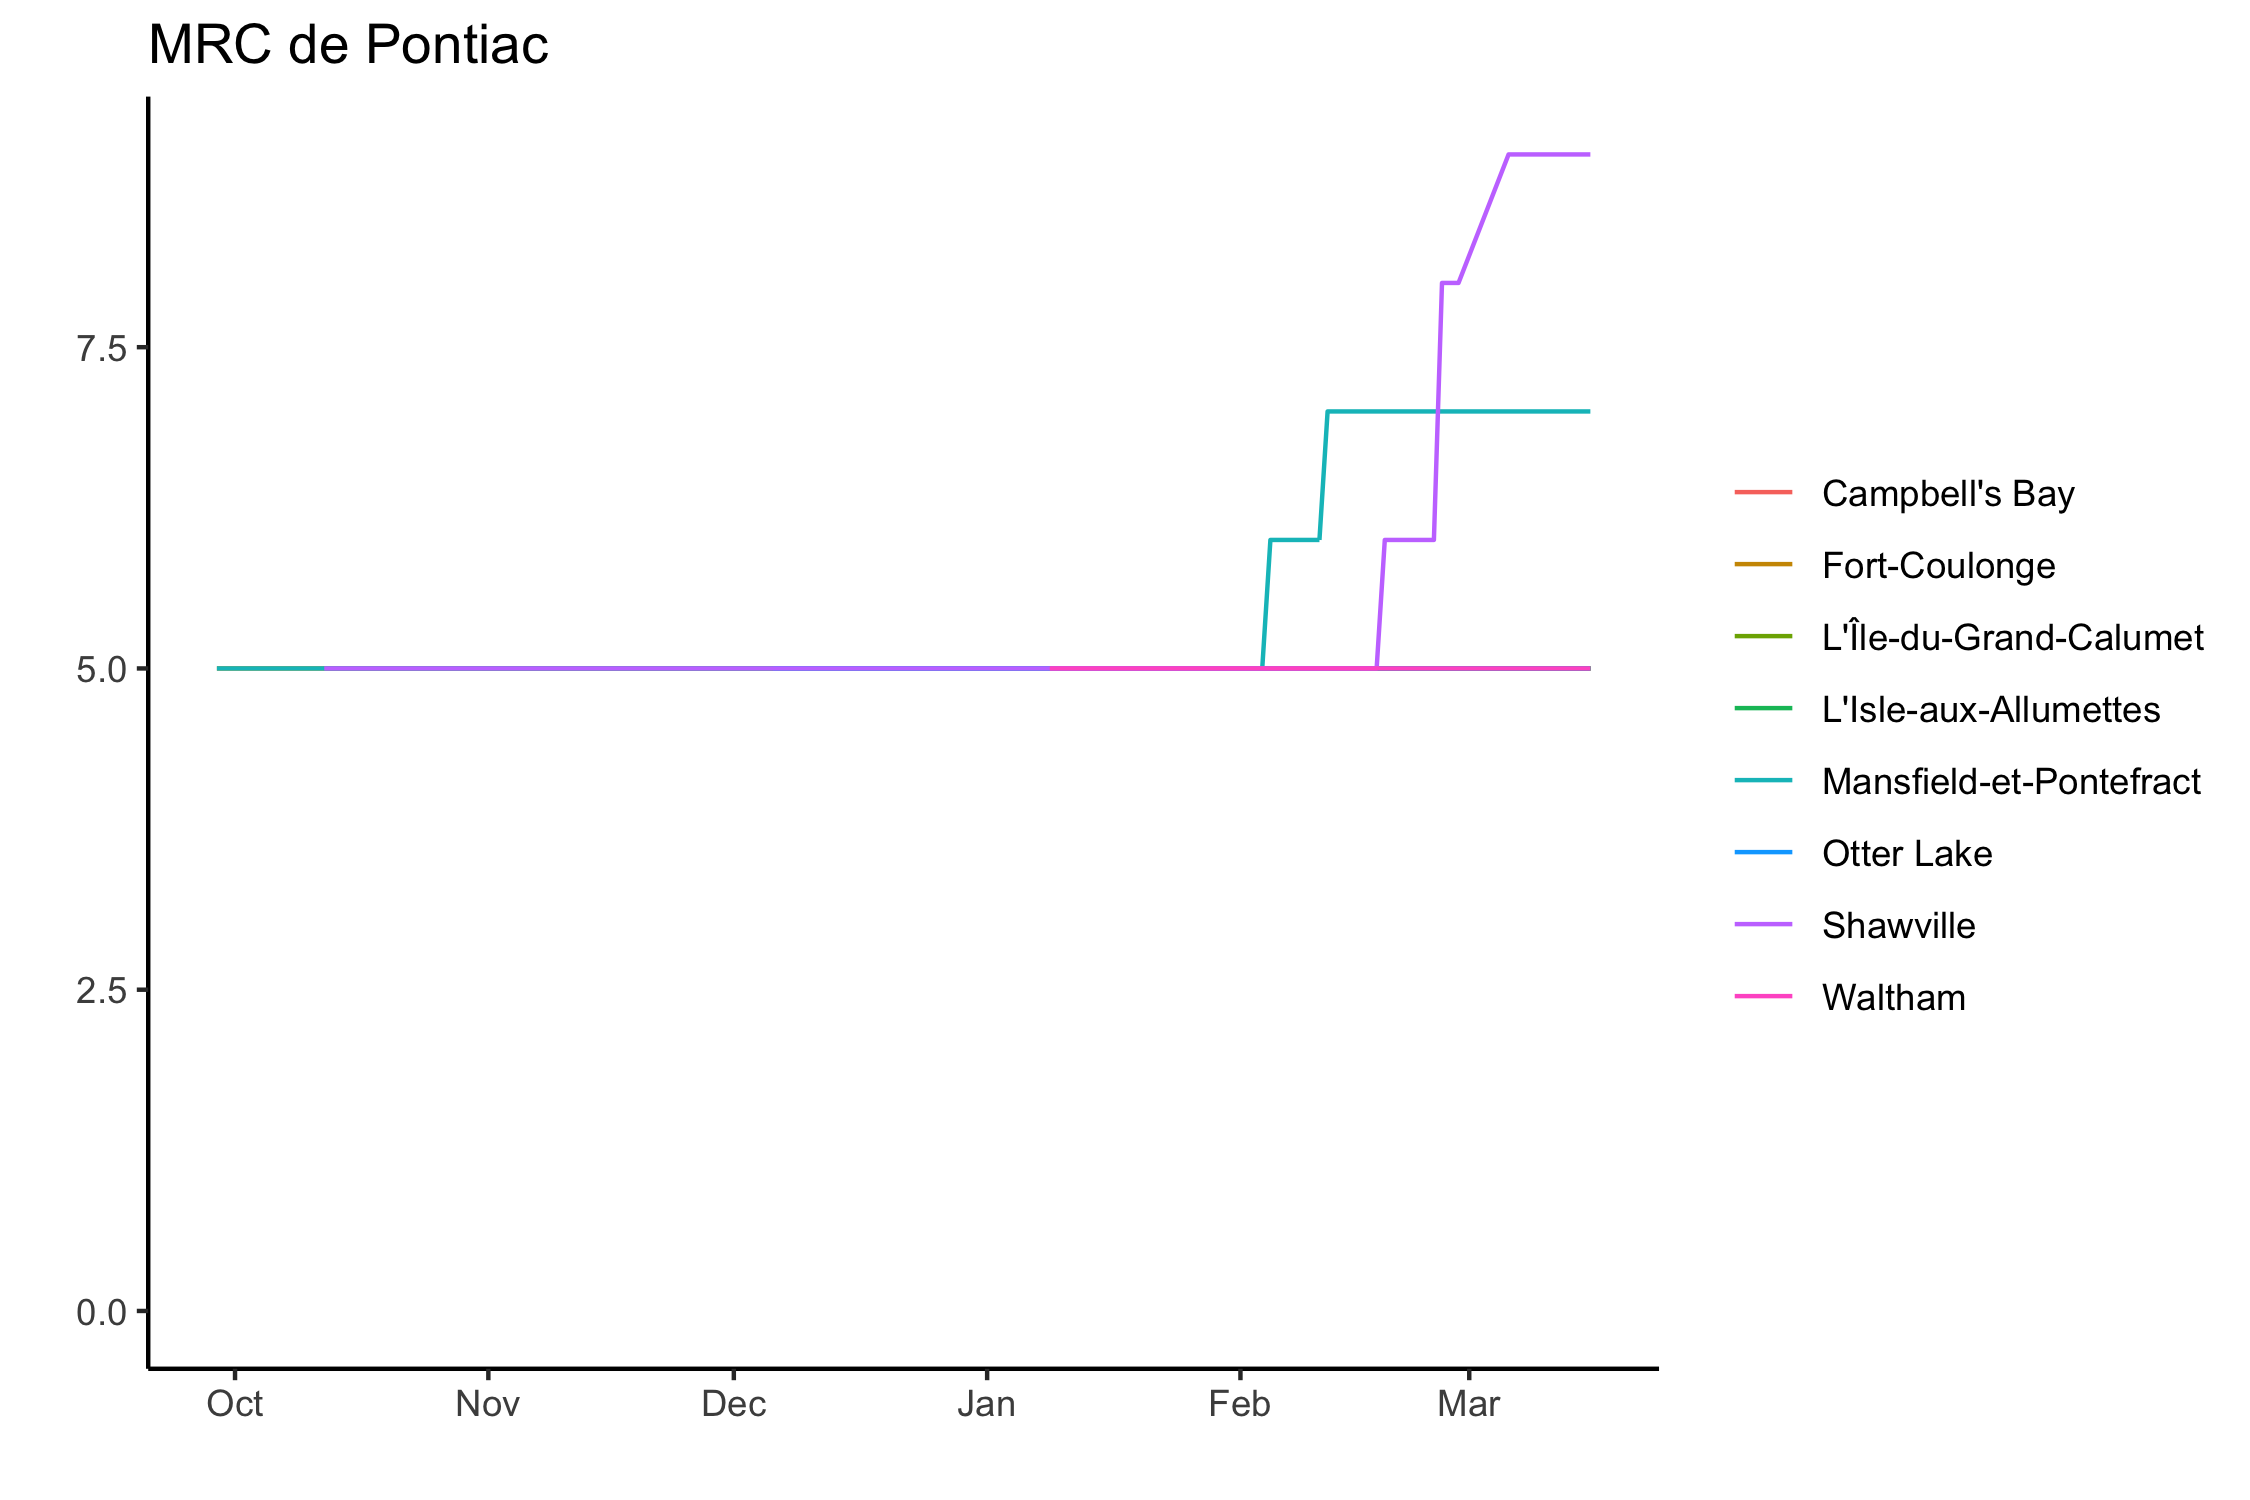 MRC de Pontiac
7.5
5.0
2.5
0.0
Oct Nov Dec Jan Feb Mar
Campbell's Bay
Fort-Coulonge
L'Île-du-Grand-Calumet
L'Isle-aux-Allumettes
Mansfield-et-Pontefract
Otter Lake
Shawville
Waltham